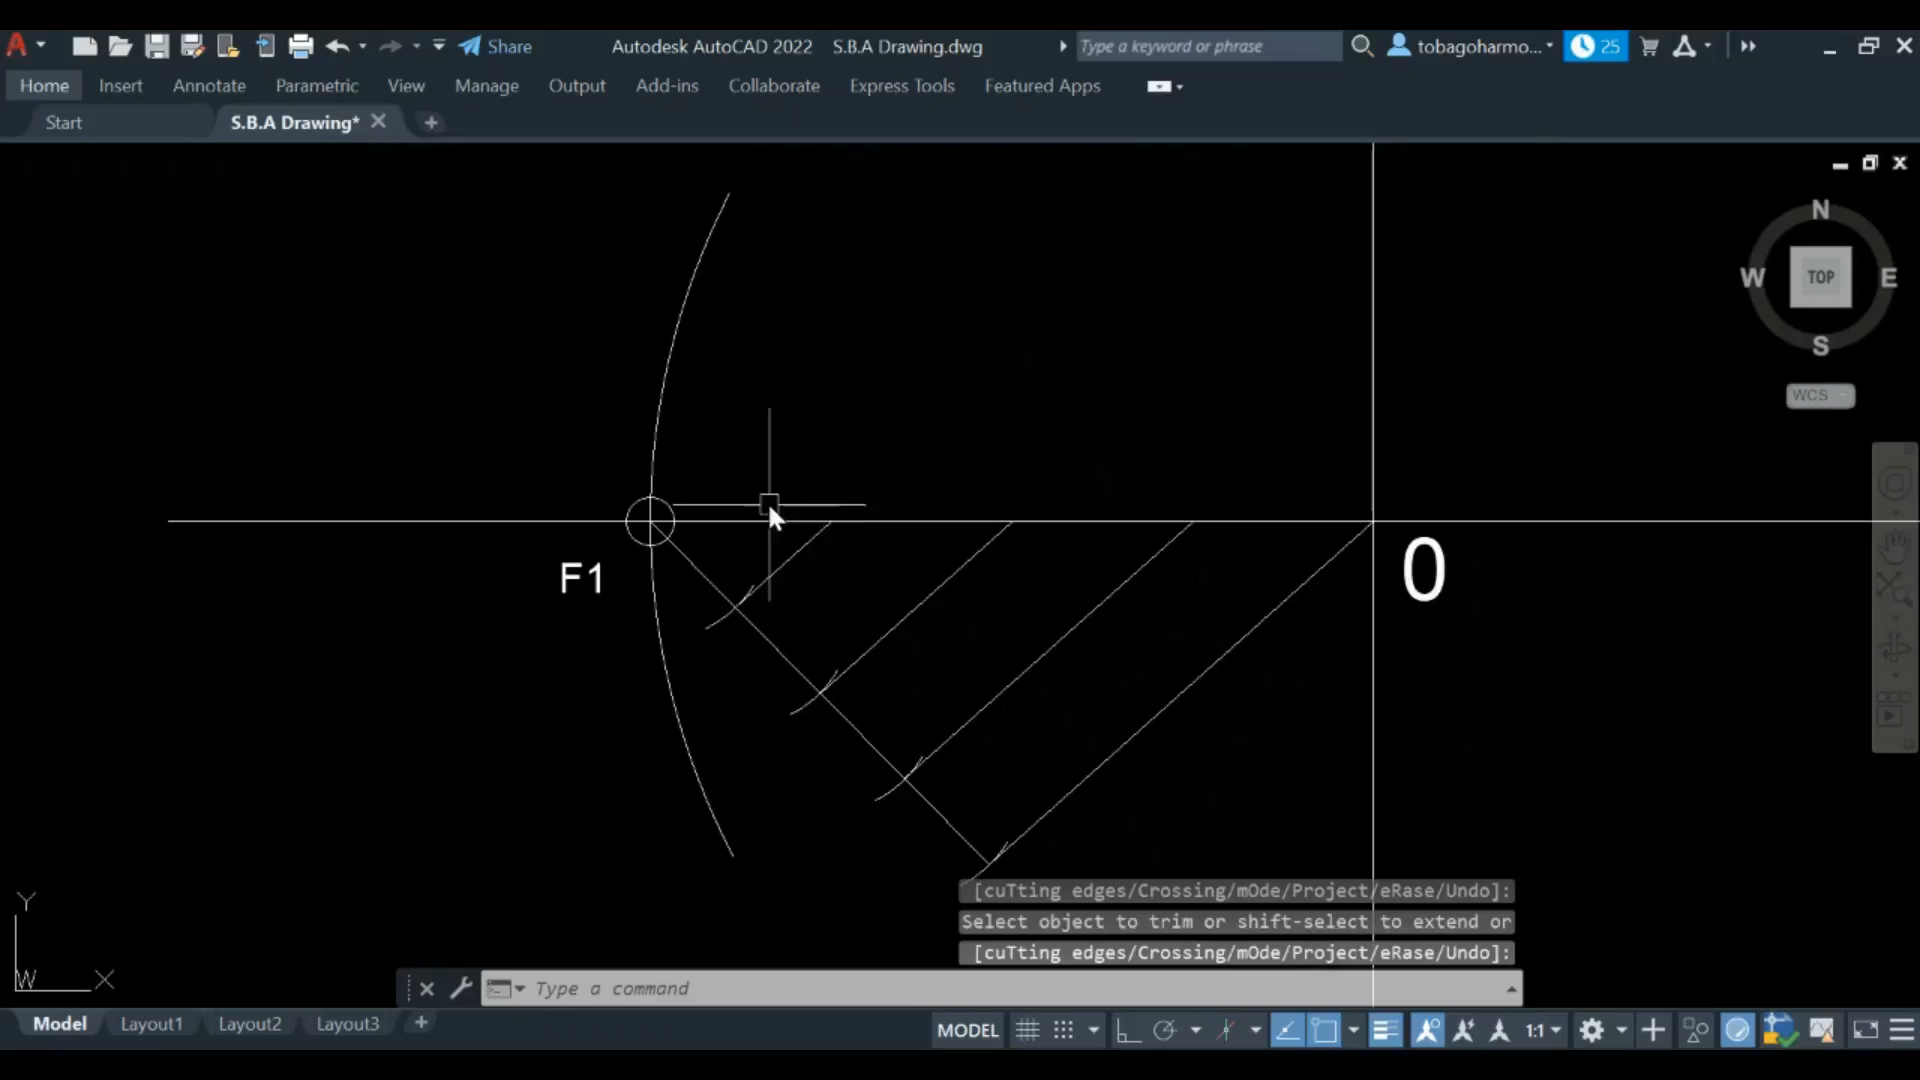 A
Share
Autodesk AutoCAD 2022 S.B.A Drawing.dwg
Type a keyword or phrase
tobagoharmo...
25
Home Insert Annotate Parametric View Manage Output Add-ins Collaborate Express Tools Featured Apps
Start
S.B.A Drawing*
N
W TOP E
S
WCS
F1
0
Y
W X
[cuTting edges/Crossing/mOde/Project/eRase/Undo]:
Select object to trim or shift-select to extend or
[cuTting edges/Crossing/mOde/Project/eRase/Undo]:
Type a command
Model Layout1 Layout2 Layout3
MODEL
1:1